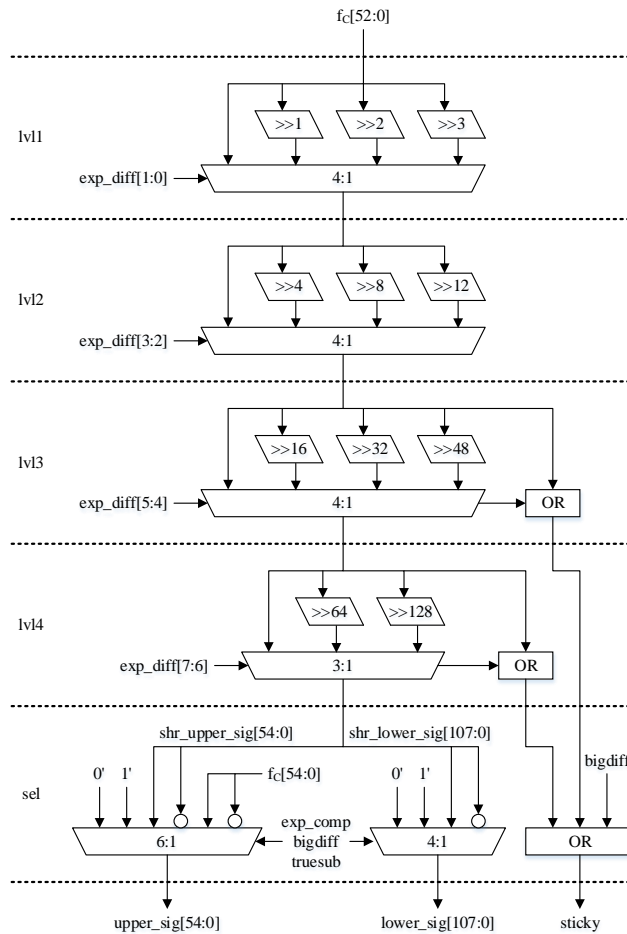 f_C[52:0]
lvl1
>>1 >>2 >>3
exp_diff[1:0] 4:1
lvl2
>>4 >>8 >>12
exp_diff[3:2] 4:1
lvl3
>>16 >>32 >>48
exp_diff[5:4] 4:1 OR
lvl4
>>64 >>128
exp_diff[7:6] 3:1 OR
shr_upper_sig[54:0] shr_lower_sig[107:0]
0' 1' f_C[54:0] 0' 1' bigdiff
sel
exp_comp
6:1 bigdiff 4:1 OR
truesub
upper_sig[54:0] lower_sig[107:0] sticky